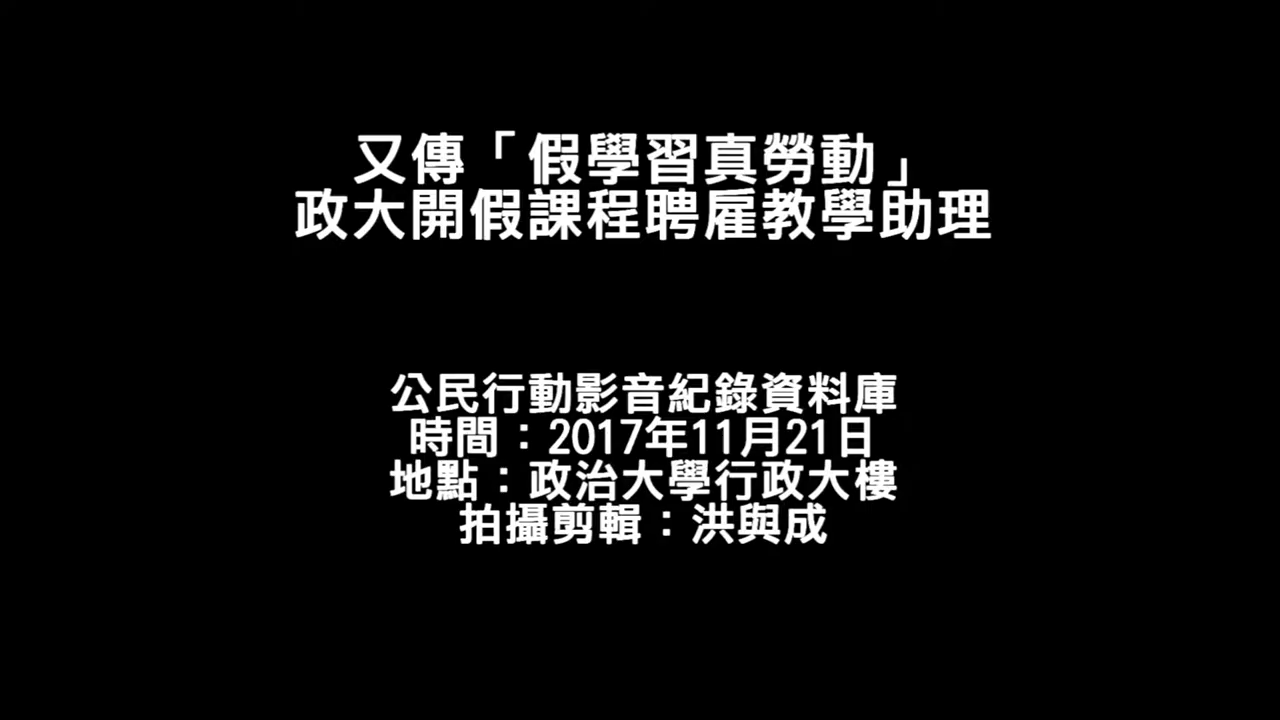 又傳「假學習真勞動」
政大開假課程聘雇教學助理
公民行動影音紀錄資料庫
時間：2017年11月21日
地點：政治大學行政大樓
拍攝剪輯：洪與成